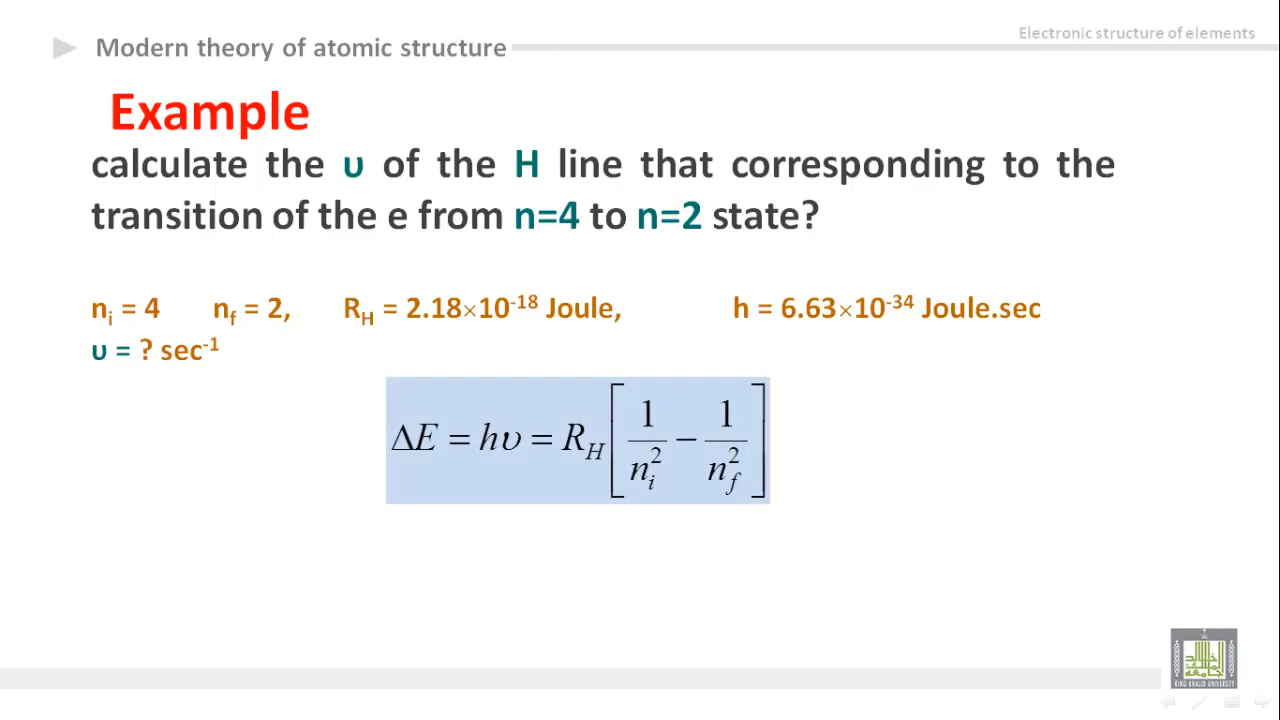 Electronic structure of elements
Modern theory of atomic structure
Example
calculate the υ of the H line that corresponding to the
transition of the e from n=4 to n=2 state?
nᵢ = 4 n_f = 2, R_H = 2.18×10⁻¹⁸ Joule, h = 6.63×10⁻³⁴ Joule.sec
υ = ? sec⁻¹
ΔE = hυ = R_H [ 1/nᵢ² − 1/n_f² ]
KING KHALID UNIVERSITY